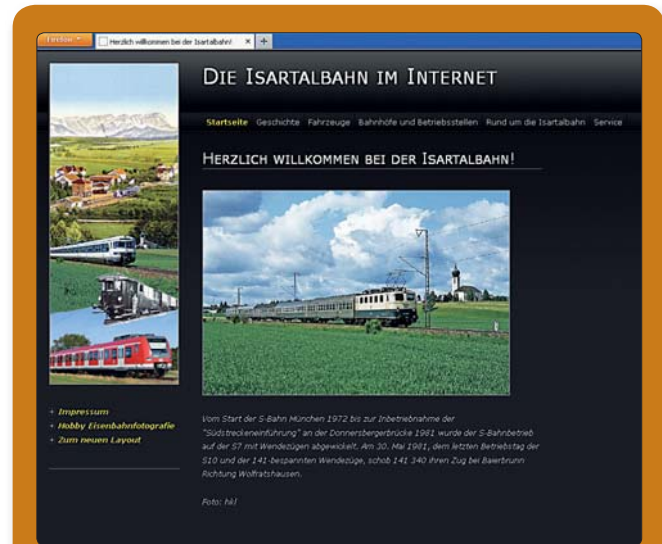 Firefox
Herzlich willkommen bei der Isartalbahn!
DIE ISARTALBAHN IM INTERNET
Startseite Geschichte Fahrzeuge Bahnhöfe und Betriebsstellen Rund um die Isartalbahn Service
HERZLICH WILLKOMMEN BEI DER ISARTALBAHN!
Impressum
Hobby Eisenbahnfotografie
Zum neuen Layout
Vom Start der S-Bahn München 1972 bis zur Inbetriebnahme der
"Südstreckeneinführung" an der Donnersbergerbrücke 1981 wurde der S-Bahnbetrieb
auf der S7 mit Wendezügen abgewickelt. Am 30. Mai 1981, dem letzten Betriebstag der
S10 und der 141-bespannten Wendezüge, schob 141 340 ihren Zug bei Baierbrunn
Richtung Wolfratshausen.
Foto: hkl